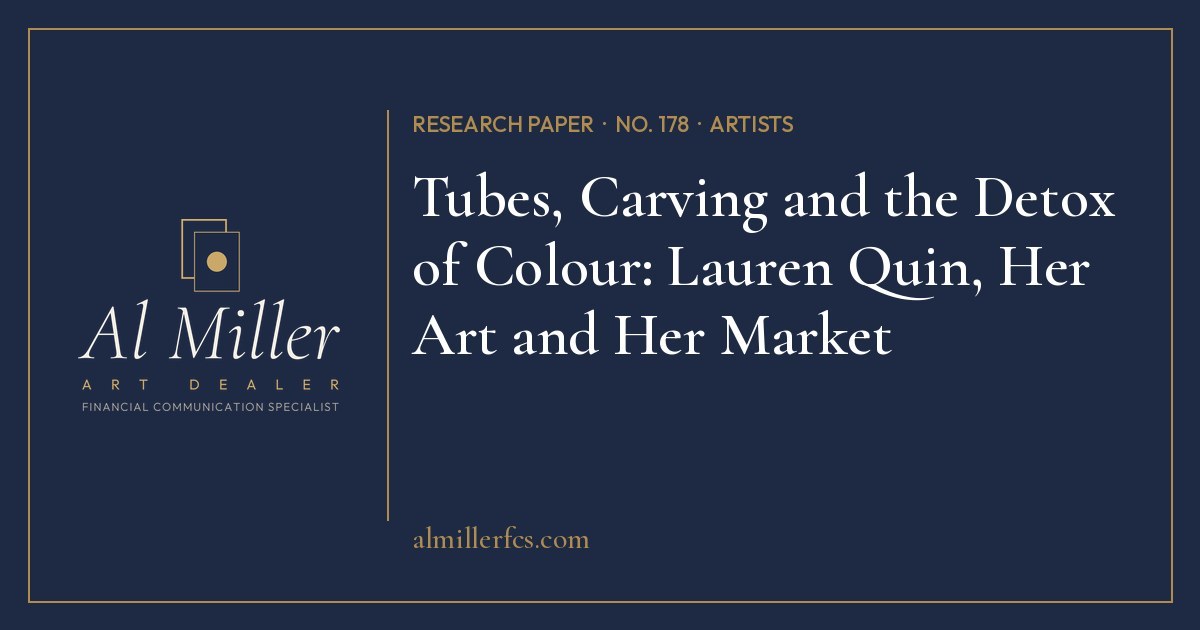 RESEARCH PAPER · NO. 178 · ARTISTS
Tubes, Carving and the Detox
of Colour: Lauren Quin, Her
Art and Her Market
Al Miller
ART DEALER
FINANCIAL COMMUNICATION SPECIALIST
almillerfcs.com